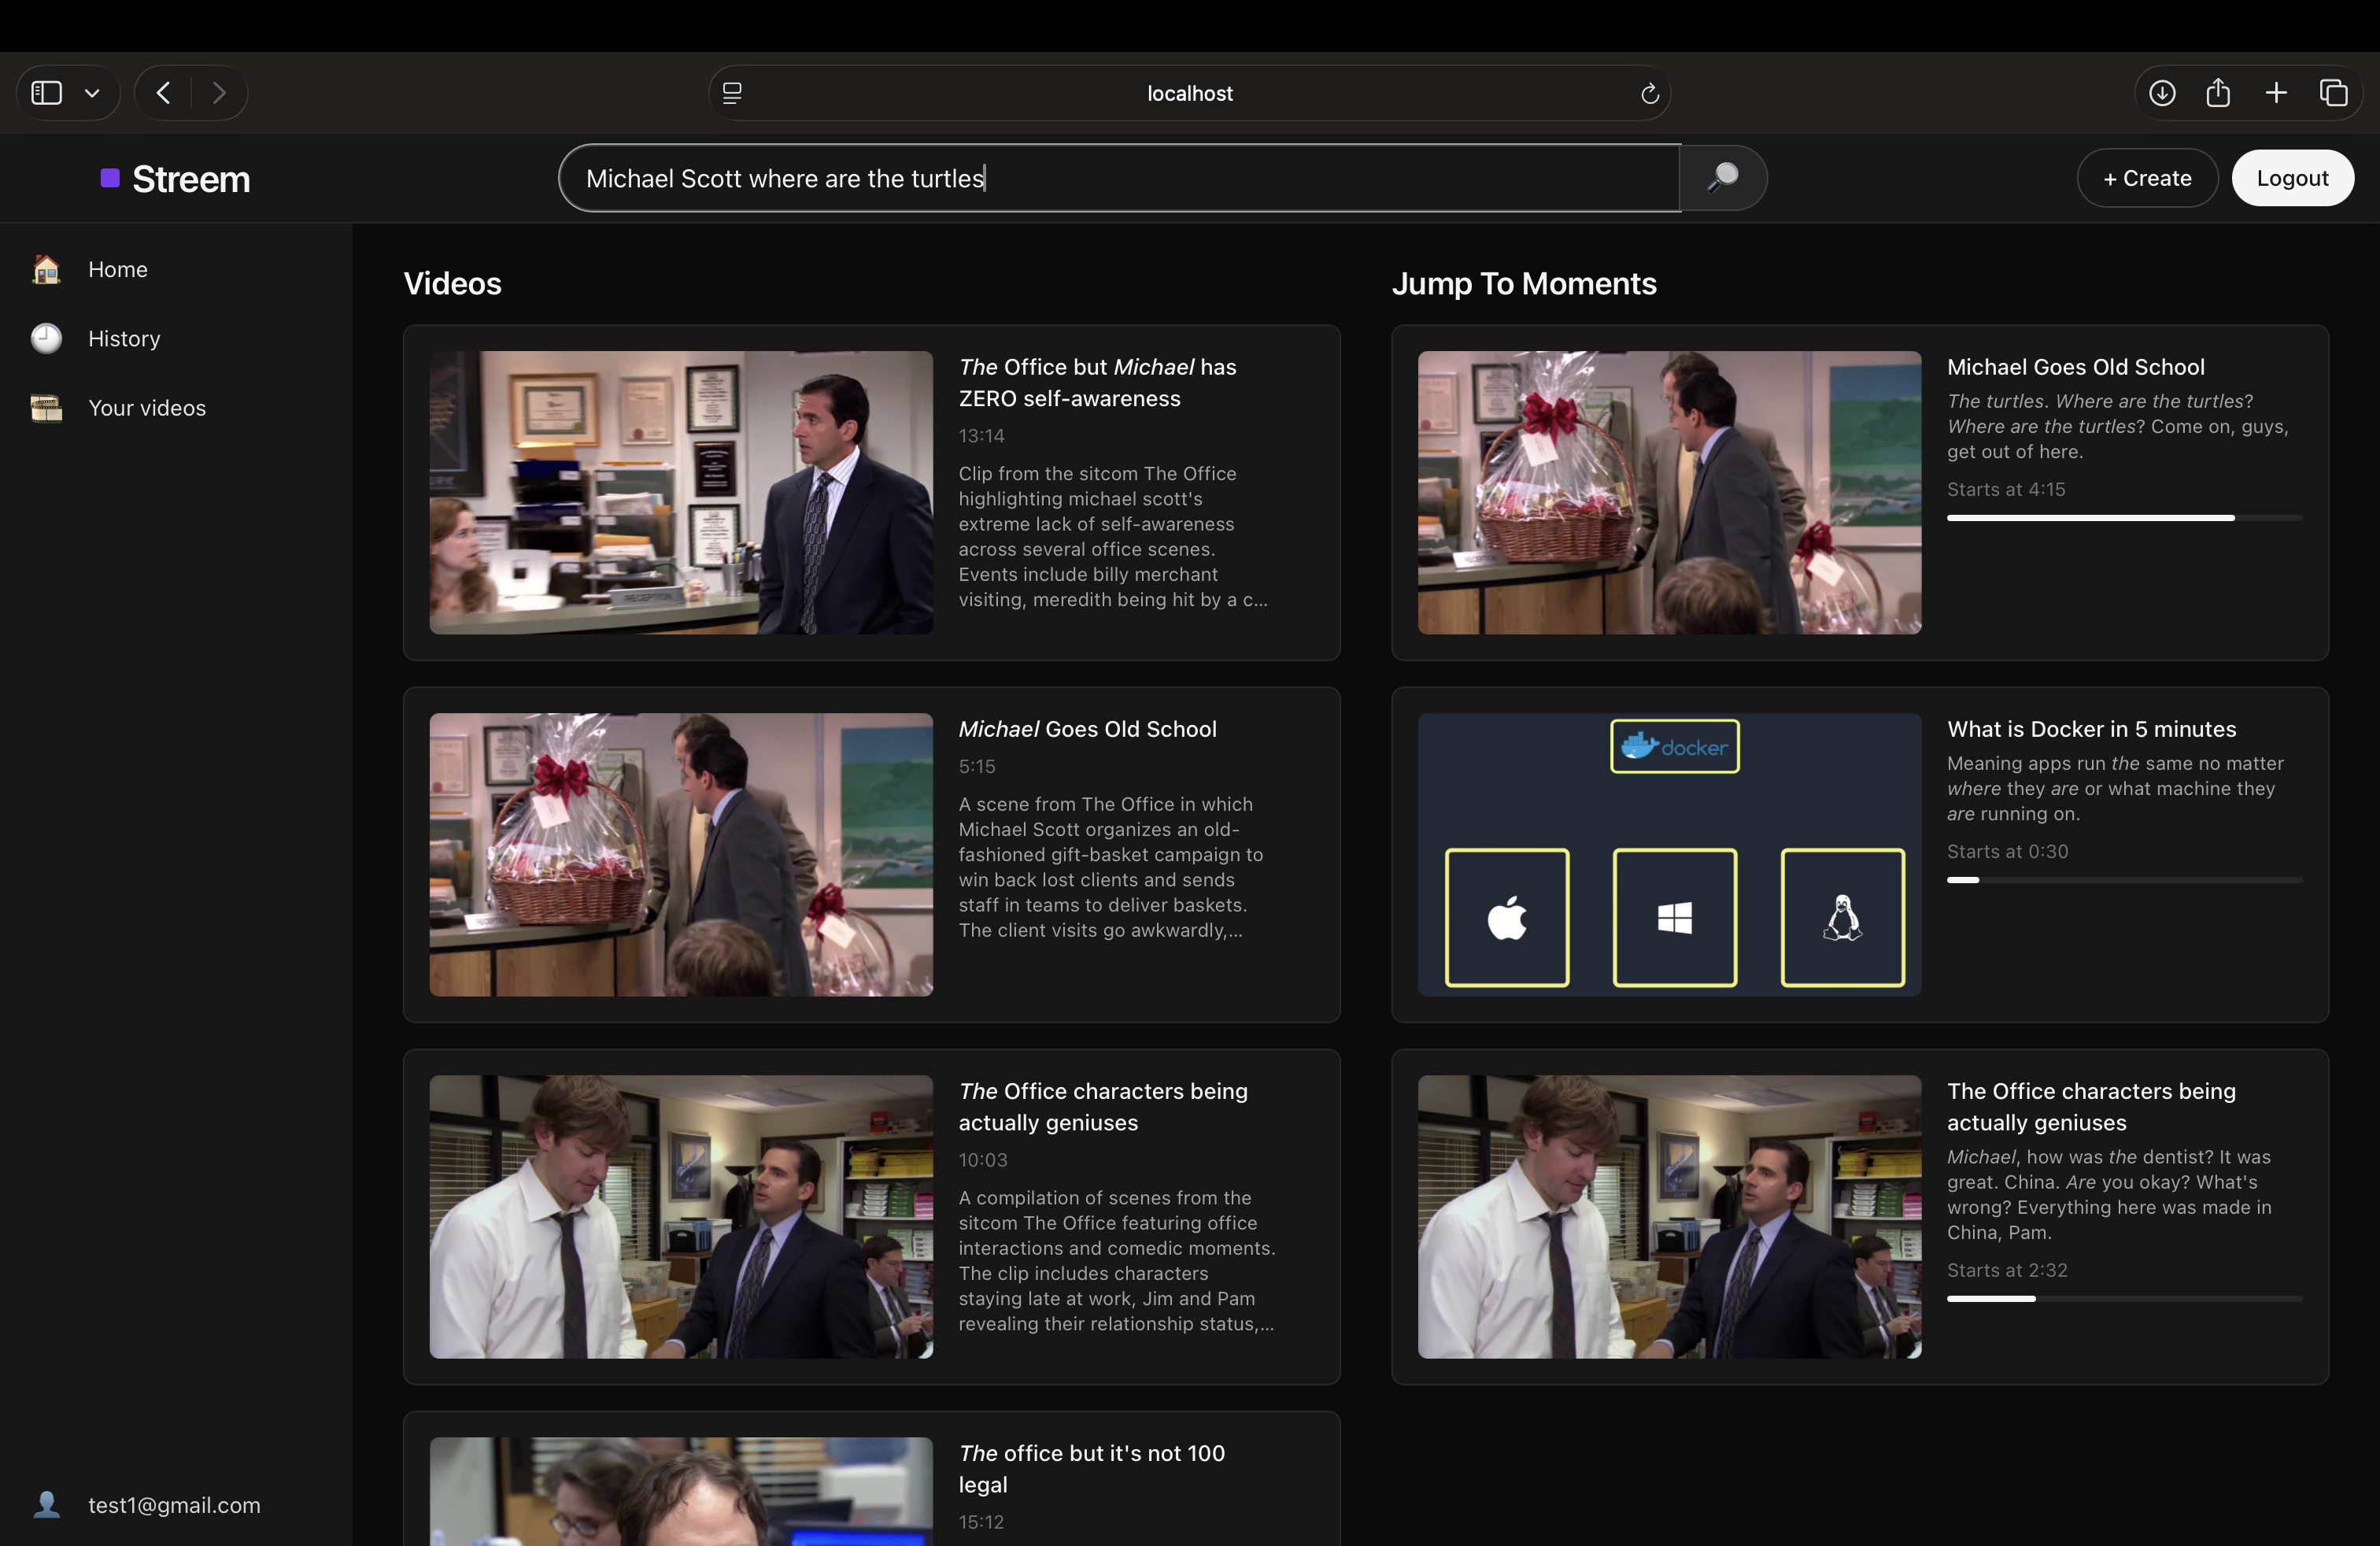 localhost
Streem
Michael Scott where are the turtles
+ Create
Logout
Home
History
Your videos
test1@gmail.com
Videos
The Office but Michael has
ZERO self-awareness
13:14
Clip from the sitcom The Office
highlighting michael scott's
extreme lack of self-awareness
across several office scenes.
Events include billy merchant
visiting, meredith being hit by a c...
RECEPTION
Michael Goes Old School
5:15
A scene from The Office in which
Michael Scott organizes an old-
fashioned gift-basket campaign to
win back lost clients and sends
staff in teams to deliver baskets.
The client visits go awkwardly,...
The Office characters being
actually geniuses
10:03
A compilation of scenes from the
sitcom The Office featuring office
interactions and comedic moments.
The clip includes characters
staying late at work, Jim and Pam
revealing their relationship status,...
The office but it's not 100
legal
15:12
Jump To Moments
Michael Goes Old School
The turtles. Where are the turtles?
Where are the turtles? Come on, guys,
get out of here.
Starts at 4:15
docker
What is Docker in 5 minutes
Meaning apps run the same no matter
where they are or what machine they
are running on.
Starts at 0:30
The Office characters being
actually geniuses
Michael, how was the dentist? It was
great. China. Are you okay? What's
wrong? Everything here was made in
China, Pam.
Starts at 2:32